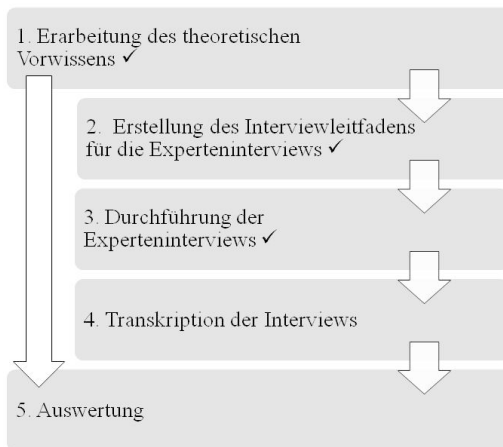 1. Erarbeitung des theoretischen
Vorwissens ✓
2. Erstellung des Interviewleitfadens
für die Experteninterviews ✓
3. Durchführung der
Experteninterviews ✓
4. Transkription der Interviews
5. Auswertung